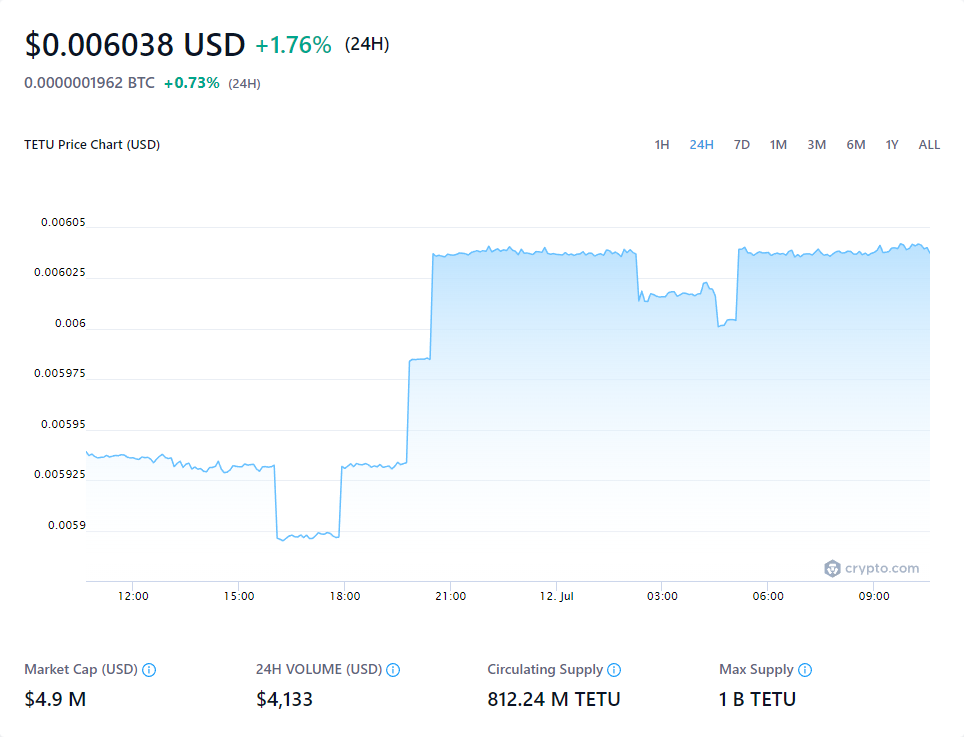 $0.006038 USD +1.76% (24H)
0.0000001962 BTC +0.73% (24H)
TETU Price Chart (USD) 1H 24H 7D 1M 3M 6M 1Y ALL
0.00605
0.006025
0.006
0.005975
0.00595
0.005925
0.0059
crypto.com
12:00 15:00 18:00 21:00 12. Jul 03:00 06:00 09:00
Market Cap (USD) 24H VOLUME (USD) Circulating Supply Max Supply
$4.9 M $4,133 812.24 M TETU 1 B TETU